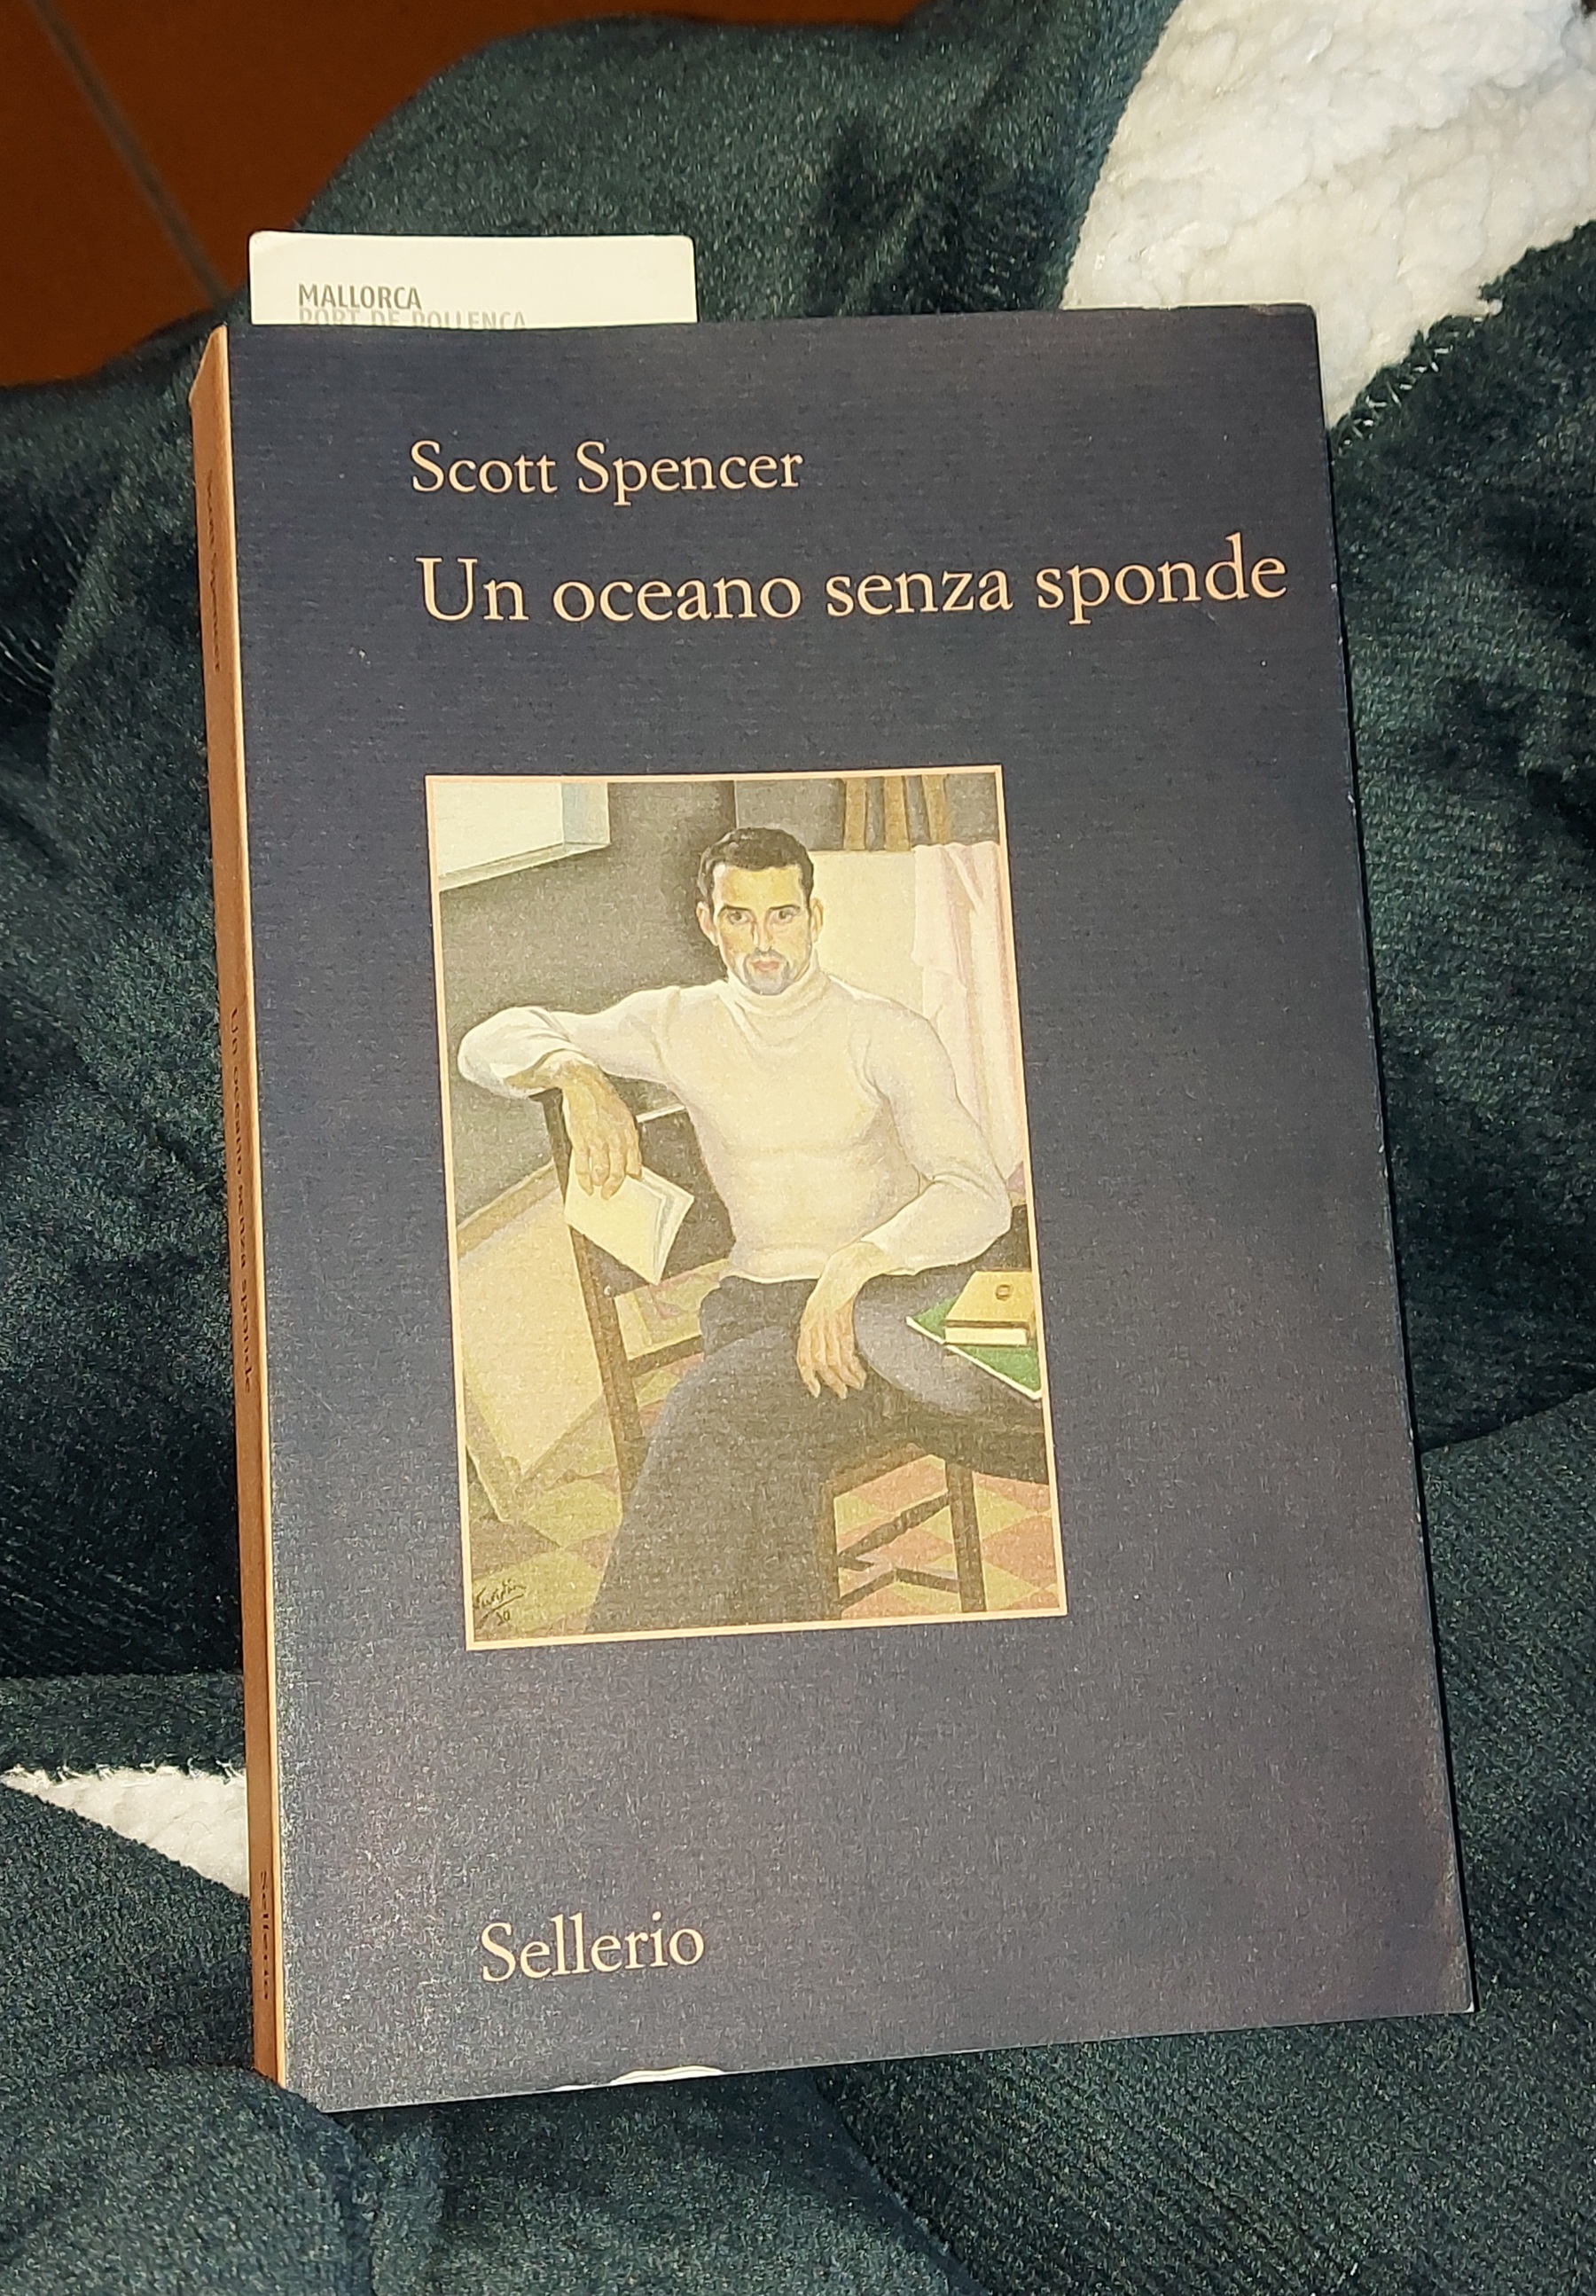 MALLORCA
PORT DE POLLENÇA
Scott Spencer
Un oceano senza sponde
Sellerio
Scott Spencer
Un oceano senza sponde
Sellerio